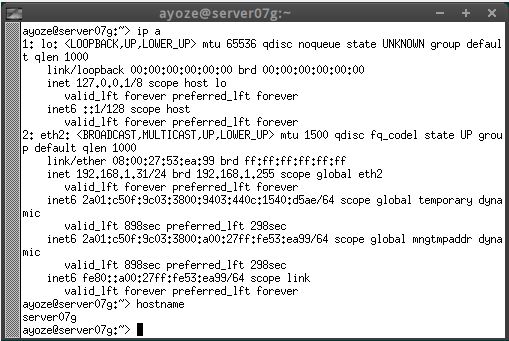 ayoze@server07g:~
ayoze@server07g:~> ip a
1: lo: <LOOPBACK,UP,LOWER_UP> mtu 65536 qdisc noqueue state UNKNOWN group defaul
t qlen 1000
    link/loopback 00:00:00:00:00:00 brd 00:00:00:00:00:00
    inet 127.0.0.1/8 scope host lo
       valid_lft forever preferred_lft forever
    inet6 ::1/128 scope host
       valid_lft forever preferred_lft forever
2: eth2: <BROADCAST,MULTICAST,UP,LOWER_UP> mtu 1500 qdisc fq_codel state UP grou
p default qlen 1000
    link/ether 08:00:27:53:ea:99 brd ff:ff:ff:ff:ff:ff
    inet 192.168.1.31/24 brd 192.168.1.255 scope global eth2
       valid_lft forever preferred_lft forever
    inet6 2a01:c50f:9c03:3800:9403:440c:1540:d5ae/64 scope global temporary dyna
mic
       valid_lft 898sec preferred_lft 298sec
    inet6 2a01:c50f:9c03:3800:a00:27ff:fe53:ea99/64 scope global mngtmpaddr dyna
mic
       valid_lft 898sec preferred_lft 298sec
    inet6 fe80::a00:27ff:fe53:ea99/64 scope link
       valid_lft forever preferred_lft forever
ayoze@server07g:~> hostname
server07g
ayoze@server07g:~>